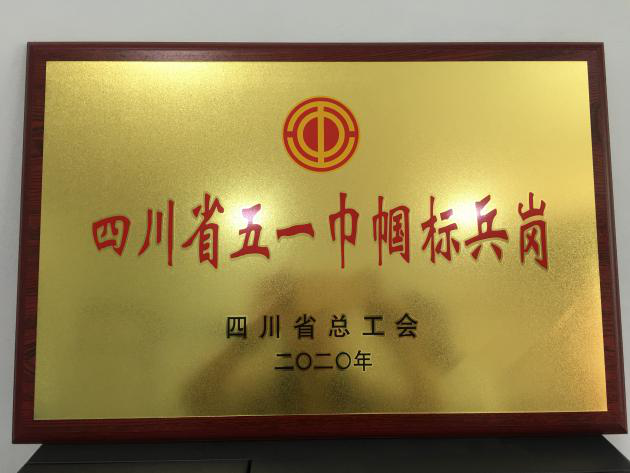 四川省五一巾帼标兵岗
四川省总工会
二〇二〇年